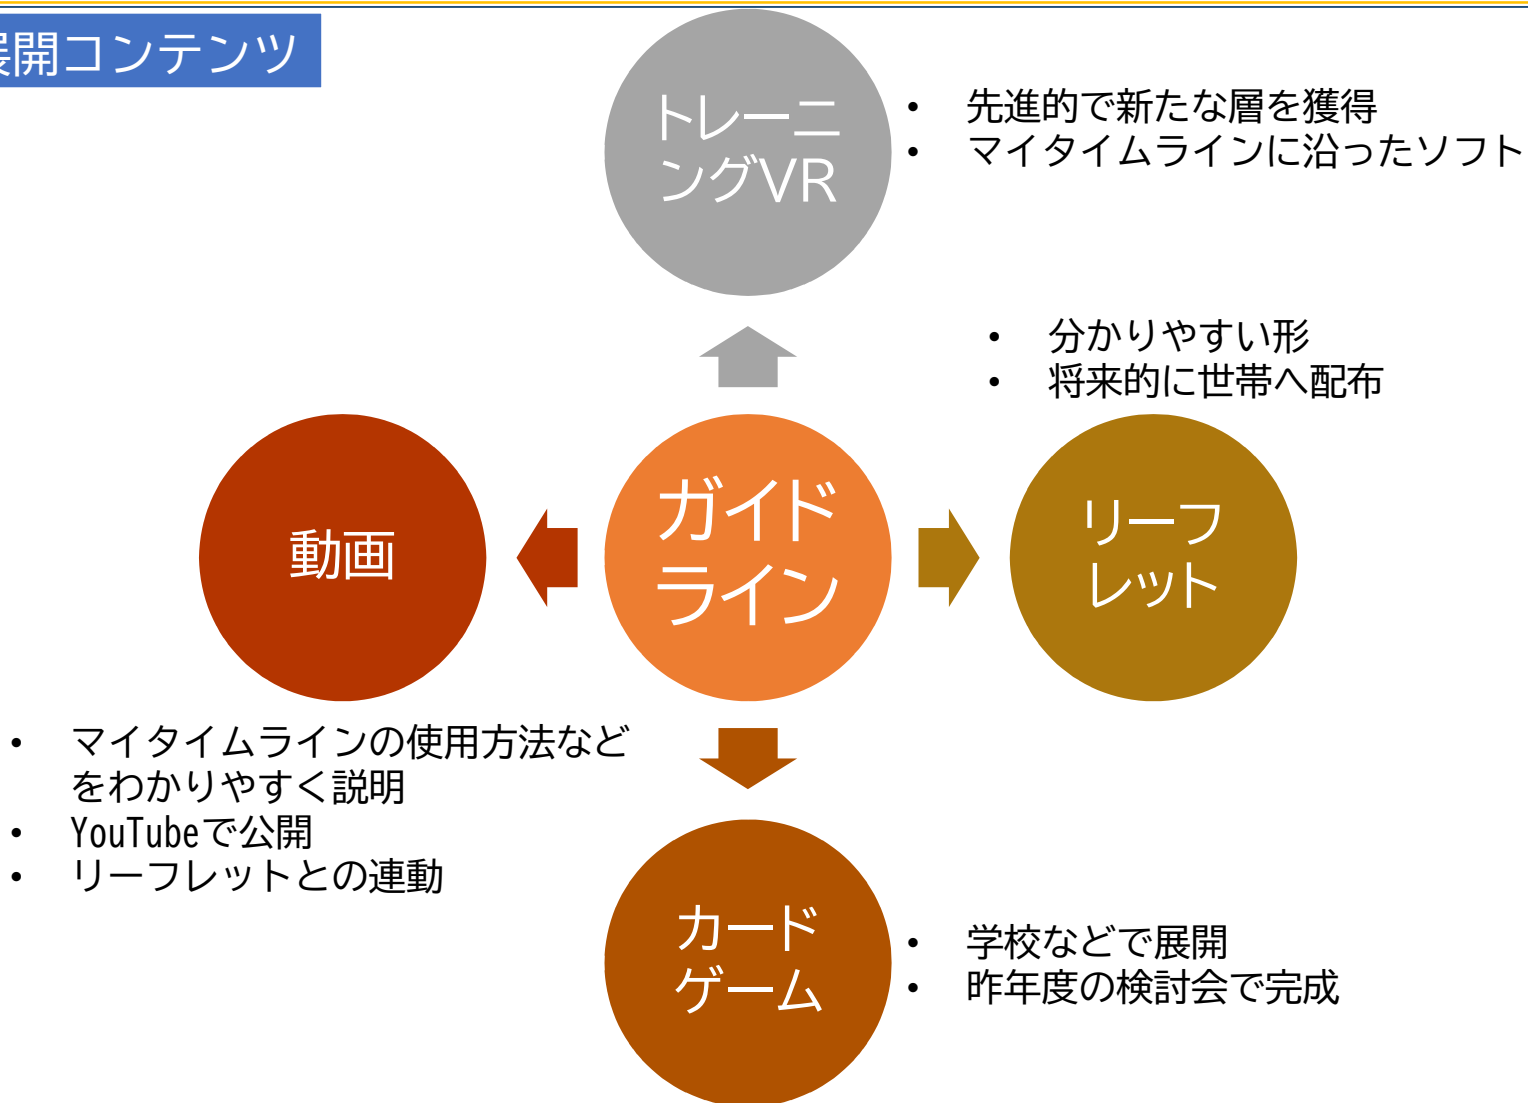 展開コンテンツ
トレーニ
ングVR
• 先進的で新たな層を獲得
• マイタイムラインに沿ったソフト
• 分かりやすい形
• 将来的に世帯へ配布
動画
ガイド
ライン
リーフ
レット
• マイタイムラインの使用方法など
をわかりやすく説明
• YouTubeで公開
• リーフレットとの連動
カード
ゲーム
• 学校などで展開
• 昨年度の検討会で完成